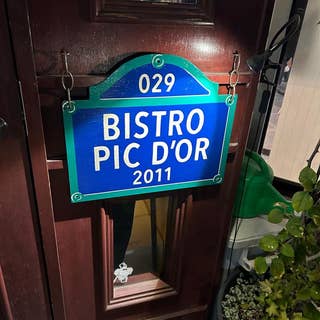 029
BISTRO
PIC D'OR
2011